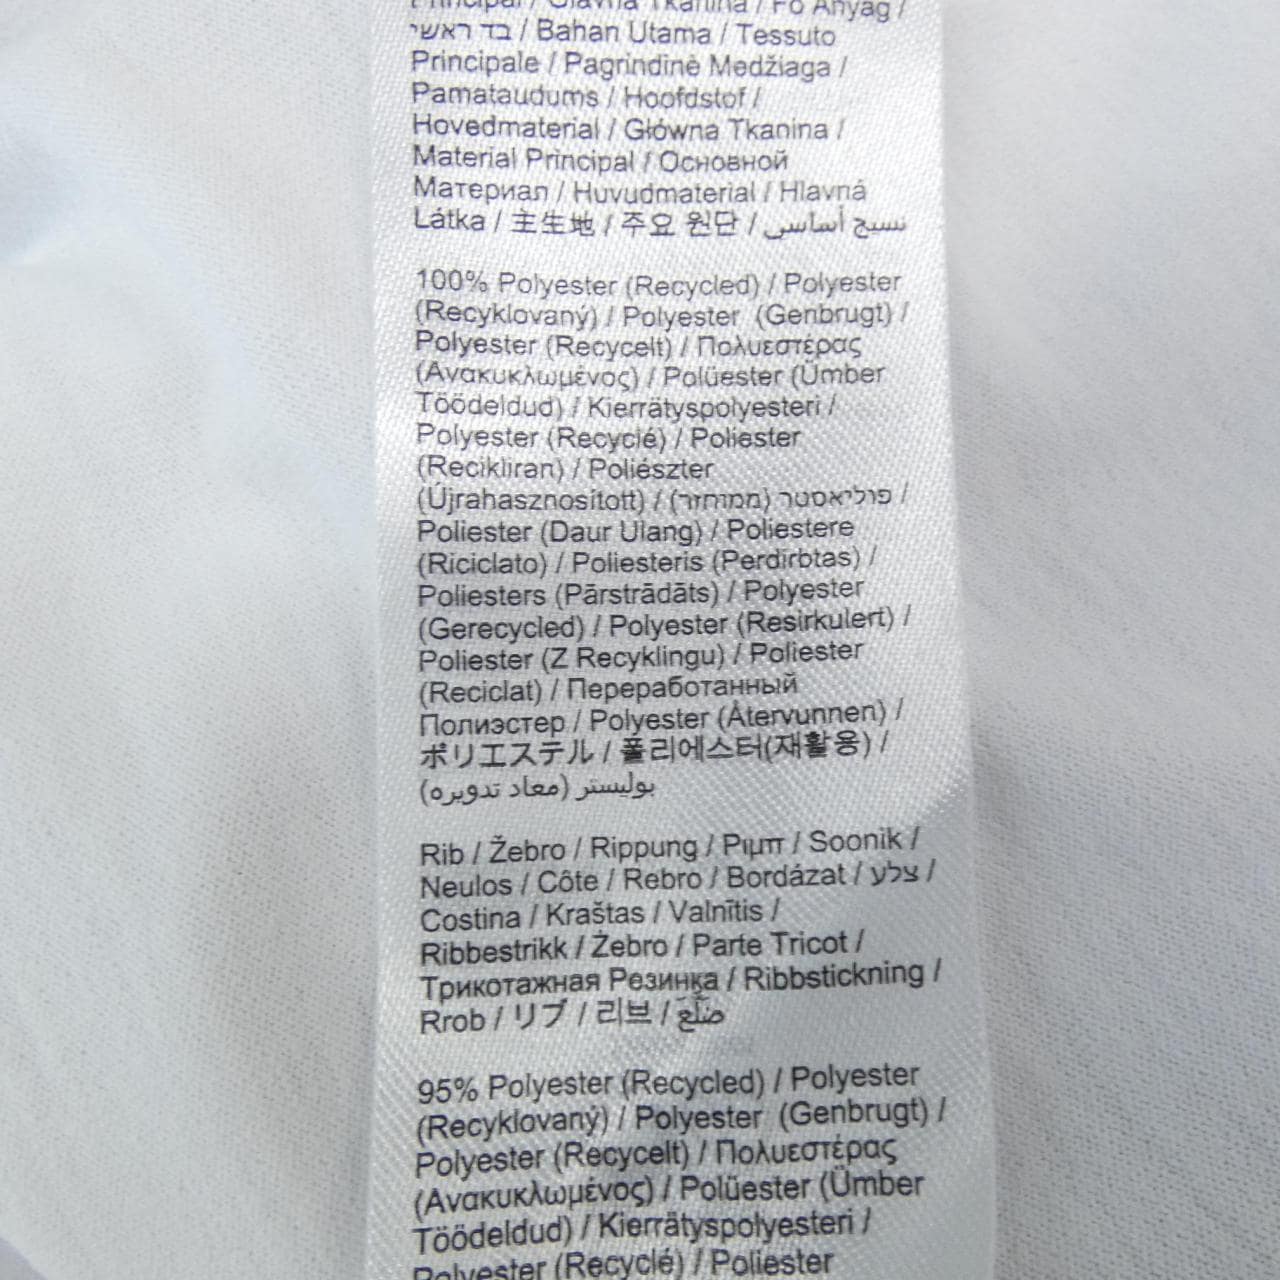 Principal / Glavna Tkanina / Fő Anyag /
בד ראשי / Bahan Utama / Tessuto
Principale / Pagrindinė Medžiaga /
Pamataudums / Hoofdstof /
Hovedmaterial / Główna Tkanina /
Material Principal / Основной
Материал / Huvudmaterial / Hlavná
Látka / 主生地 / 주요 원단 / نسيج أساسي
100% Polyester (Recycled) / Polyester
(Recyklovaný) / Polyester (Genbrugt) /
Polyester (Recycelt) / Πολυεστέρας
(Ανακυκλωμένος) / Polüester (Ümber
Töödeldud) / Kierrätyspolyesteri /
Polyester (Recyclé) / Poliester
(Recikliran) / Poliészter
(Újrahasznosított) / פוליאסטר (ממוחזר) /
Poliester (Daur Ulang) / Poliestere
(Riciclato) / Poliesteris (Perdirbtas) /
Poliesters (Pārstrādāts) / Polyester
(Gerecycled) / Polyester (Resirkulert) /
Poliester (Z Recyklingu) / Poliester
(Reciclat) / Переработанный
Полиэстер / Polyester (Återvunnen) /
ポリエステル / 폴리에스터(재활용) /
بوليستر (معاد تدويره)
Rib / Žebro / Rippung / Ριμπ / Soonik /
Neulos / Côte / Rebro / Bordázat / צלע /
Costina / Kraštas / Valnītis /
Ribbestrikk / Żebro / Parte Tricot /
Трикотажная Резинка / Ribbstickning /
Rrob / リブ / 리브 / ضلّع
95% Polyester (Recycled) / Polyester
(Recyklovaný) / Polyester (Genbrugt) /
Polyester (Recycelt) / Πολυεστέρας
(Ανακυκλωμένος) / Polüester (Ümber
Töödeldud) / Kierrätyspolyesteri /
Polyester (Recyclé) / Poliester